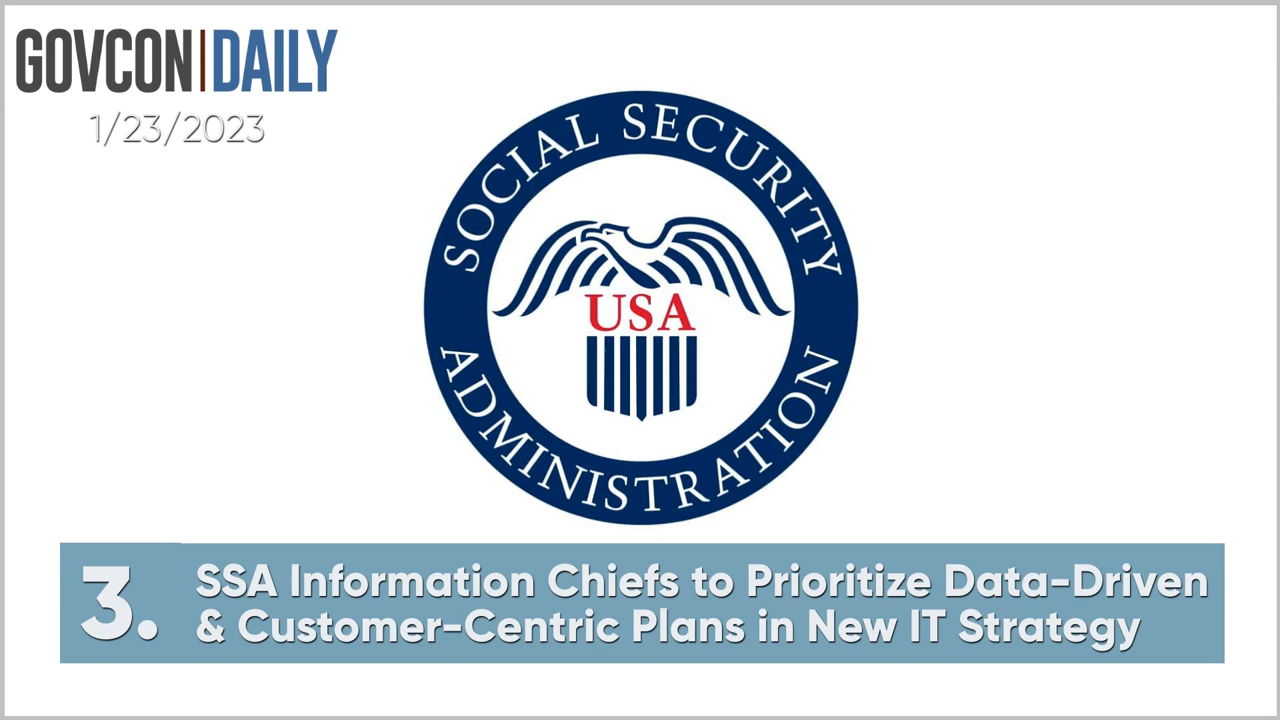 GOVCON|DAILY
1/23/2023
SOCIAL SECURITY
USA
ADMINISTRATION
3. SSA Information Chiefs to Prioritize Data-Driven
& Customer-Centric Plans in New IT Strategy